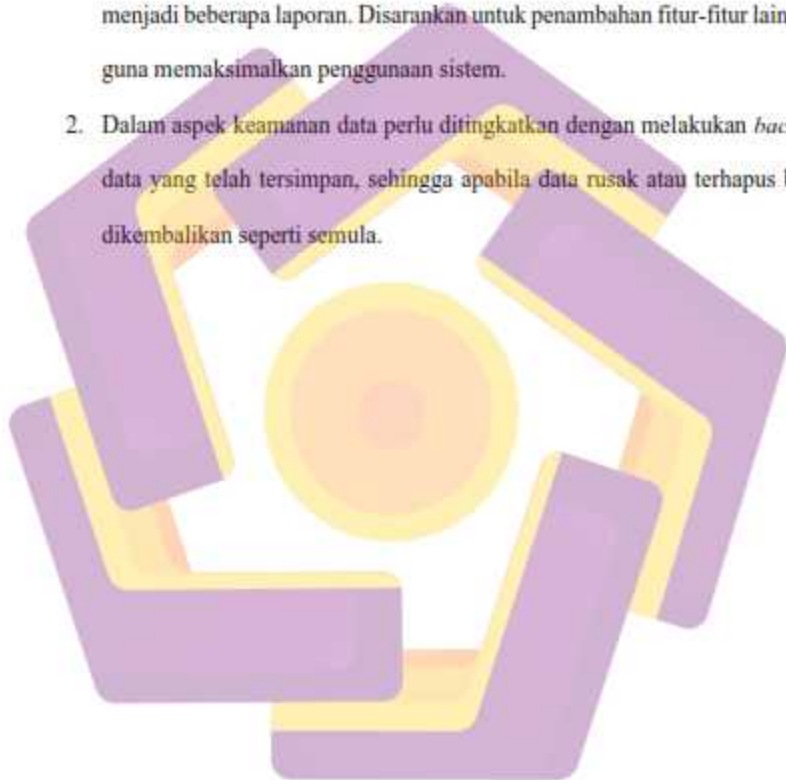 menjadi beberapa laporan. Disarankan untuk penambahan fitur-fitur lain
guna memaksimalkan penggunaan sistem.
2. Dalam aspek keamanan data perlu ditingkatkan dengan melakukan
data yang telah tersimpan, sehingga apabila data rusak atau terhapus
dikembalikan seperti semula.